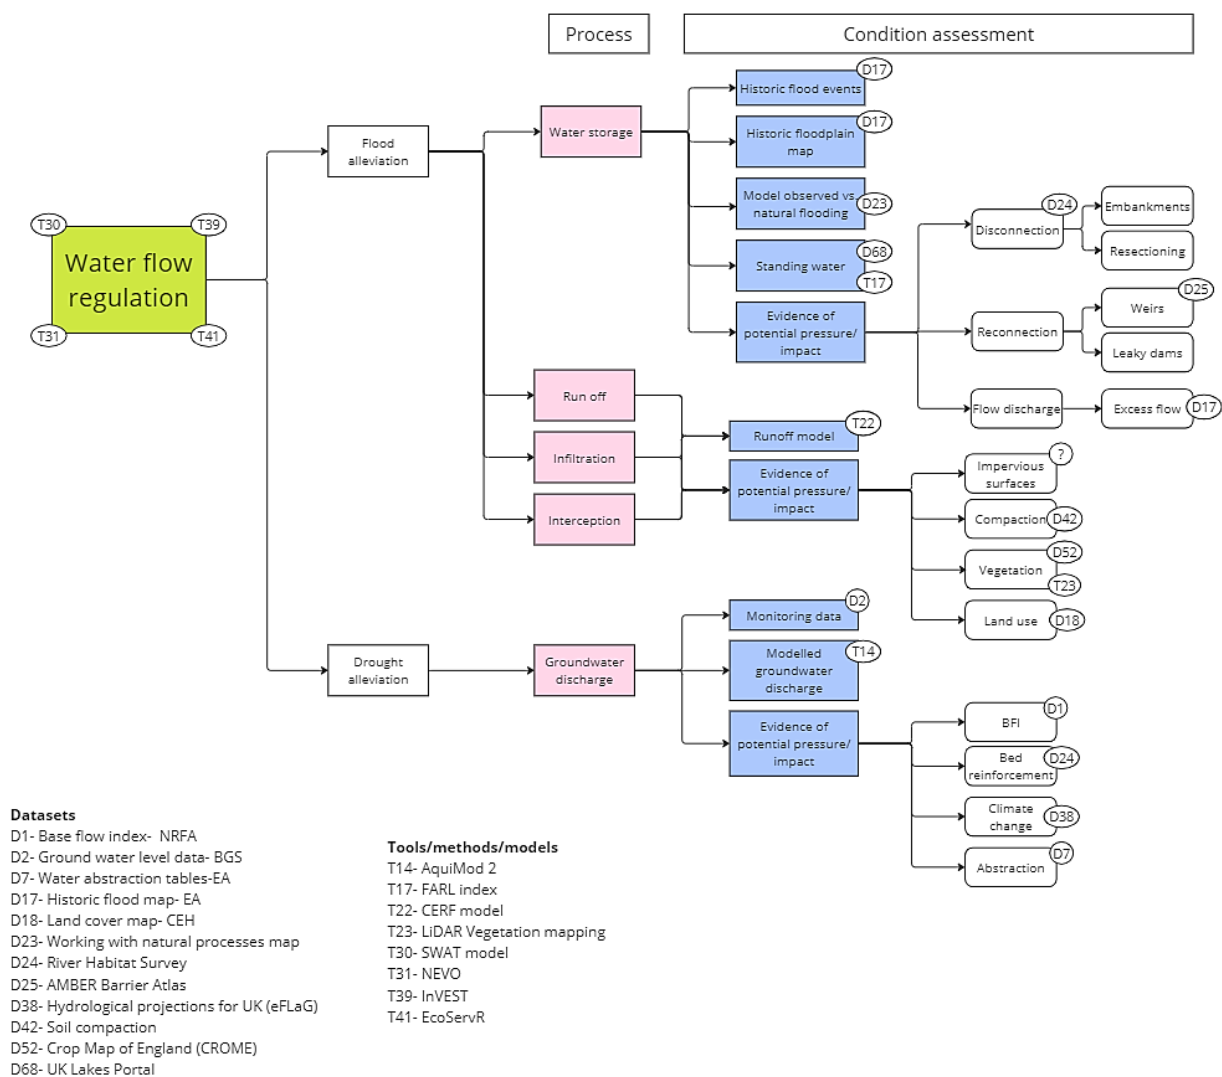 Process
Condition assessment
D17
Historic flood events
D17
Historic floodplain
map
Water storage
Flood
alleviation
Model observed vs.
natural flooding
D23
D24
Disconnection
Embankments
Resectioning
T30
T39
Water flow
regulation
T31
T41
D68
Standing water
T17
D25
Weirs
Evidence of
potential pressure/
impact
Reconnection
Leaky dams
Flow discharge
Excess flow
D17
Run off
T22
Runoff model
Infiltration
Evidence of
potential pressure/
impact
Interception
?
Impervious
surfaces
Compaction
D42
D52
Vegetation
T23
Land use
D18
D2
Monitoring data
Drought
alleviation
Groundwater
discharge
T14
Modelled
groundwater
discharge
Evidence of
potential pressure/
impact
D1
BFI
Bed
reinforcement
D24
Climate
change
D38
D7
Abstraction
Datasets
D1- Base flow index-  NRFA
D2- Ground water level data- BGS
D7- Water abstraction tables-EA
D17- Historic flood map- EA
D18- Land cover map- CEH
D23- Working with natural processes map
D24- River Habitat Survey
D25- AMBER Barrier Atlas
D38- Hydrological projections for UK (eFLaG)
D42- Soil compaction
D52- Crop Map of England (CROME)
D68- UK Lakes Portal
Tools/methods/models
T14- AquiMod 2
T17- FARL index
T22- CERF model
T23- LiDAR Vegetation mapping
T30- SWAT model
T31- NEVO
T39- InVEST
T41- EcoServR